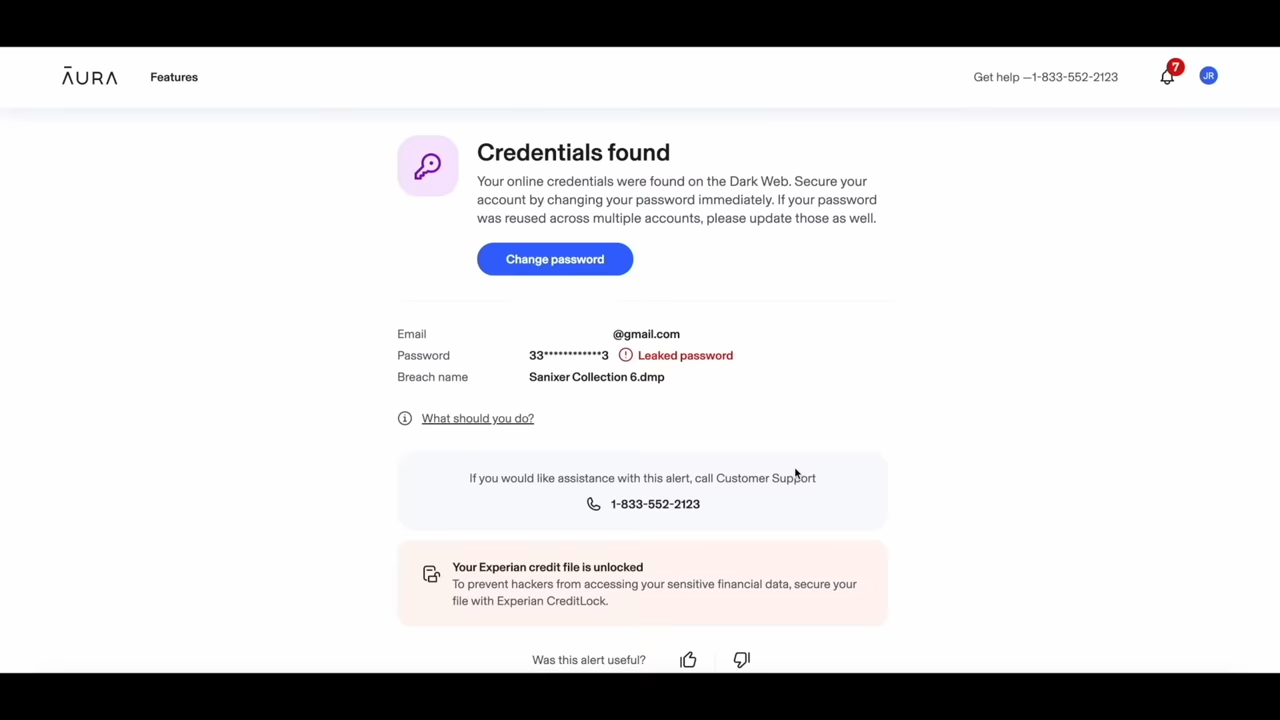 ĀURA Features Get help —1-833-552-2123 7 JR
Credentials found
Your online credentials were found on the Dark Web. Secure your
account by changing your password immediately. If your password
was reused across multiple accounts, please update those as well.
Change password
Email @gmail.com
Password 33************3 Leaked password
Breach name Sanixer Collection 6.dmp
What should you do?
If you would like assistance with this alert, call Customer Support
1-833-552-2123
Your Experian credit file is unlocked
To prevent hackers from accessing your sensitive financial data, secure your
file with Experian CreditLock.
Was this alert useful?